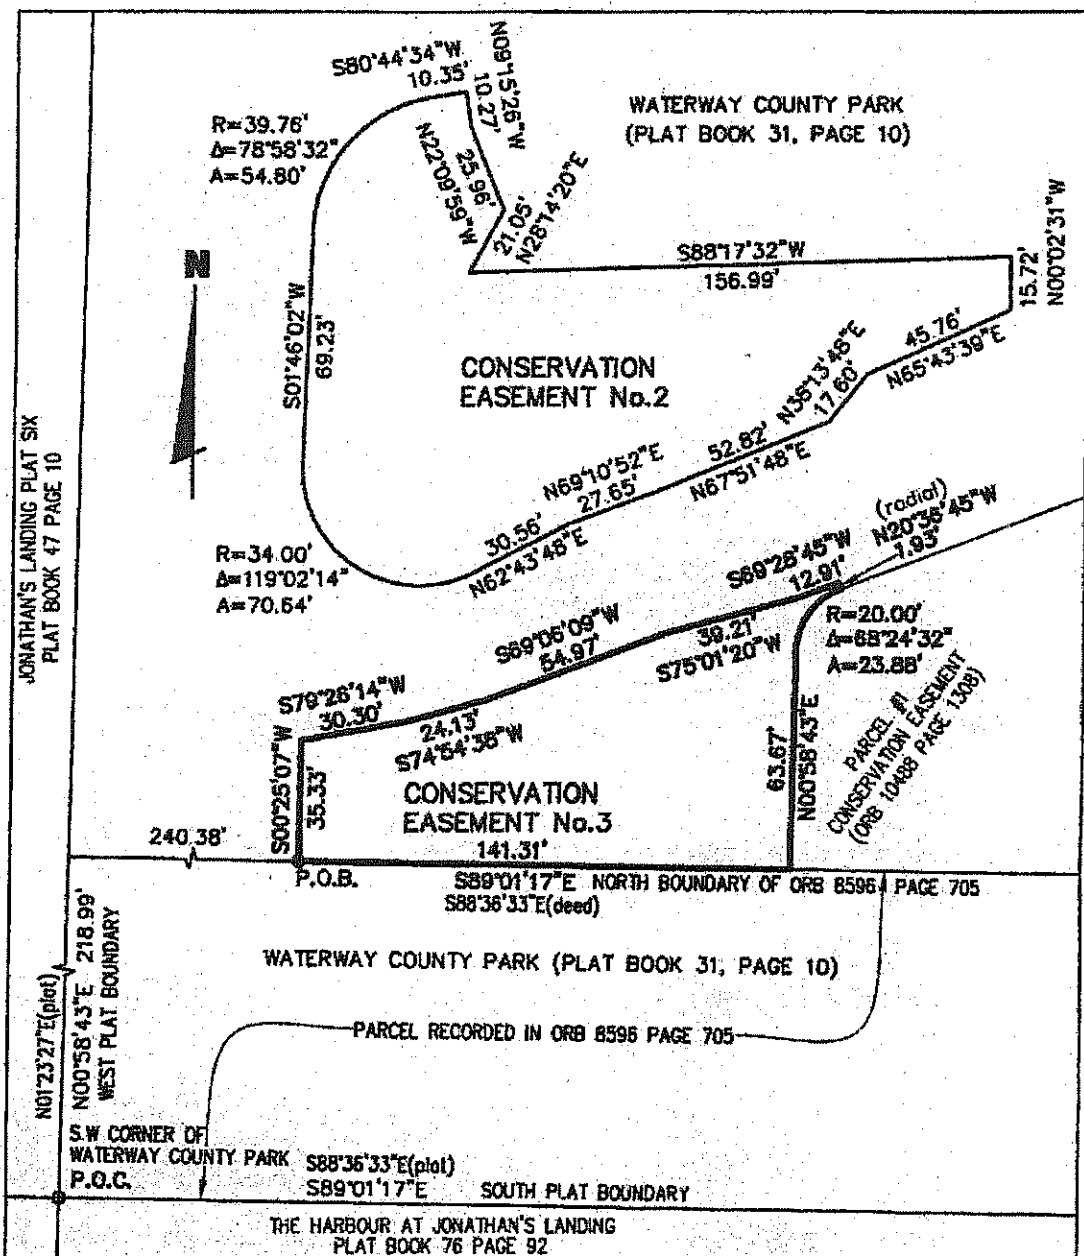 S80°44'34"W
10.35'
N09°15'26"W
10.27'
WATERWAY COUNTY PARK
(PLAT BOOK 31, PAGE 10)
R=39.76'
Δ=78°58'32"
A=54.80'
N22°09'55"W
25.96'
21.05'
N28°14'20"E
N
S88°17'32"W
156.99'
15.72'
N00°02'31"W
S01°46'02"W
69.23'
CONSERVATION
EASEMENT No.2
45.76'
N65°43'39"E
N38°13'48"E
17.60'
52.82'
N67°51'48"E
N69°10'52"E
27.65'
30.56'
N62°43'48"E
R=34.00'
Δ=119°02'14"
A=70.64'
JONATHAN'S LANDING PLAT SIX
PLAT BOOK 47 PAGE 10
(radial)
N20°36'45"W
1.93'
S69°28'45"W
12.91'
R=20.00'
Δ=68°24'32"
A=23.88'
S69°06'09"W
54.97'
39.21'
S75°01'20"W
S79°28'14"W
30.30'
24.13'
S74°54'38"W
S00°25'07"W
35.33'
CONSERVATION
EASEMENT No.3
63.67'
N00°58'43"E
PARCEL #1
CONSERVATION EASEMENT
(ORB 10488 PAGE 1308)
240.38'
141.31'
P.O.B.
S89°01'17"E NORTH BOUNDARY OF ORB 8596 PAGE 705
S88°36'33"E(deed)
WATERWAY COUNTY PARK (PLAT BOOK 31, PAGE 10)
PARCEL RECORDED IN ORB 8596 PAGE 705
N01°23'27"E(plat)
N00°58'43"E 218.99'
WEST PLAT BOUNDARY
S.W CORNER OF
WATERWAY COUNTY PARK
P.O.C.
S88°36'33"E(plat)
S89°01'17"E SOUTH PLAT BOUNDARY
THE HARBOUR AT JONATHAN'S LANDING
PLAT BOOK 76 PAGE 92